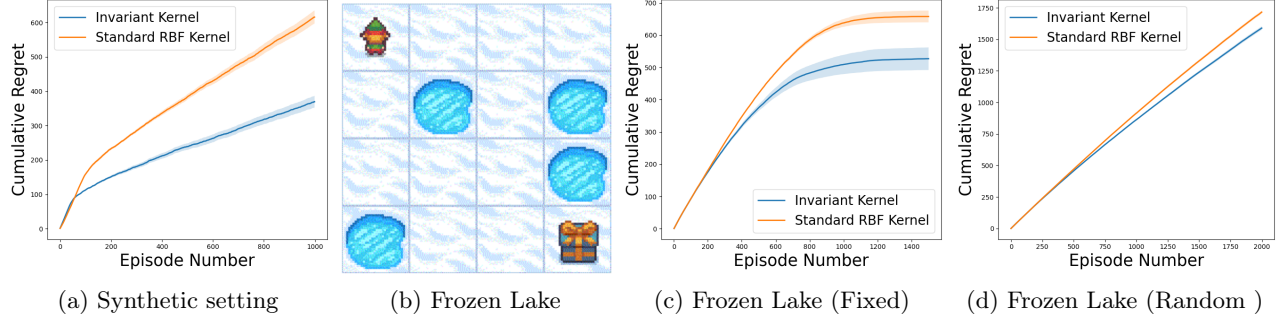 Invariant Kernel
Standard RBF Kernel
Cumulative Regret
600
500
400
300
200
100
0
0
200
400
600
800
1000
Episode Number
(a) Synthetic setting
(b) Frozen Lake
Cumulative Regret
700
600
500
400
300
200
100
0
Invariant Kernel
Standard RBF Kernel
0
200
400
600
800
1000
1200
1400
Episode Number
(c) Frozen Lake (Fixed)
Invariant Kernel
Standard RBF Kernel
Cumulative Regret
1750
1500
1250
1000
750
500
250
0
0
250
500
750
1000
1250
1500
1750
2000
Episode Number
(d) Frozen Lake (Random )